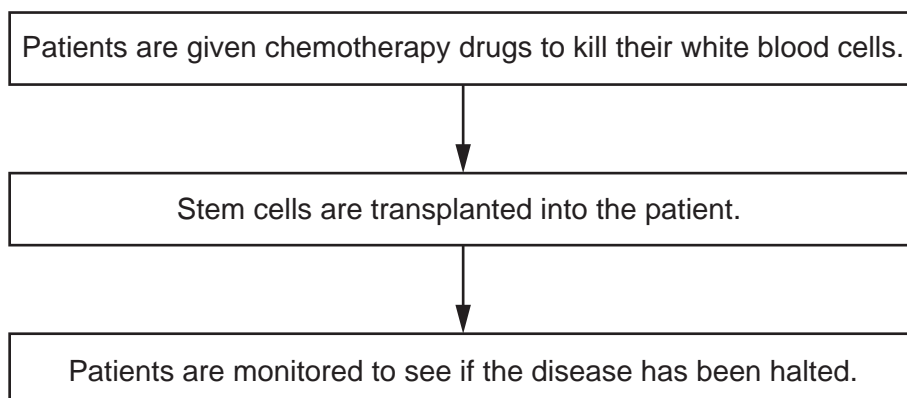 Patients are given chemotherapy drugs to kill their white blood cells.
Stem cells are transplanted into the patient.
Patients are monitored to see if the disease has been halted.